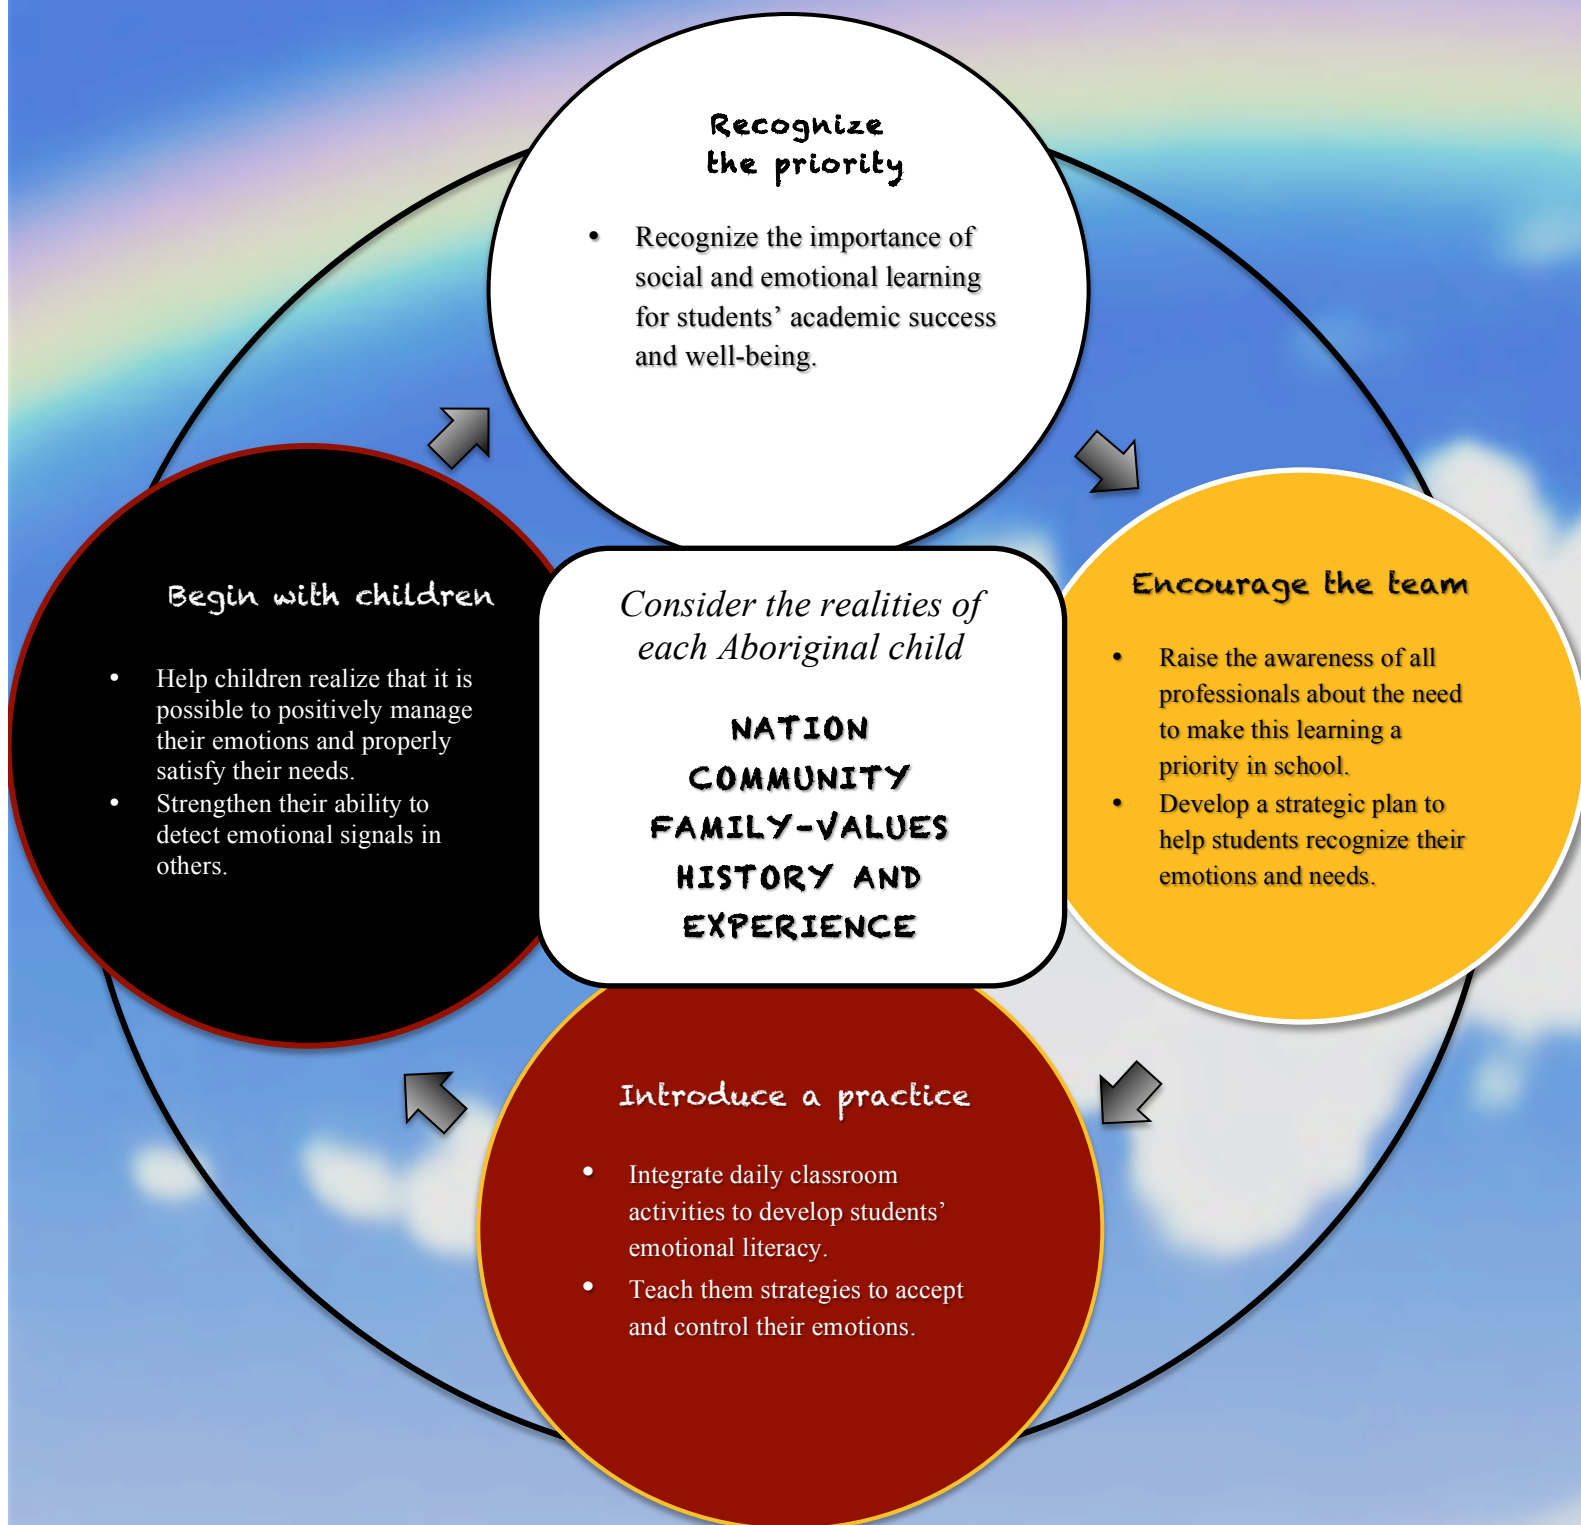 Recognize
the priority
• Recognize the importance of
social and emotional learning
for students’ academic success
and well-being.
Encourage the team
• Raise the awareness of all
professionals about the need
to make this learning a
priority in school.
• Develop a strategic plan to
help students recognize their
emotions and needs.
Introduce a practice
• Integrate daily classroom
activities to develop students’
emotional literacy.
• Teach them strategies to accept
and control their emotions.
Begin with children
• Help children realize that it is
possible to positively manage
their emotions and properly
satisfy their needs.
• Strengthen their ability to
detect emotional signals in
others.
Consider the realities of
each Aboriginal child
NATION
COMMUNITY
FAMILY-VALUES
HISTORY AND
EXPERIENCE